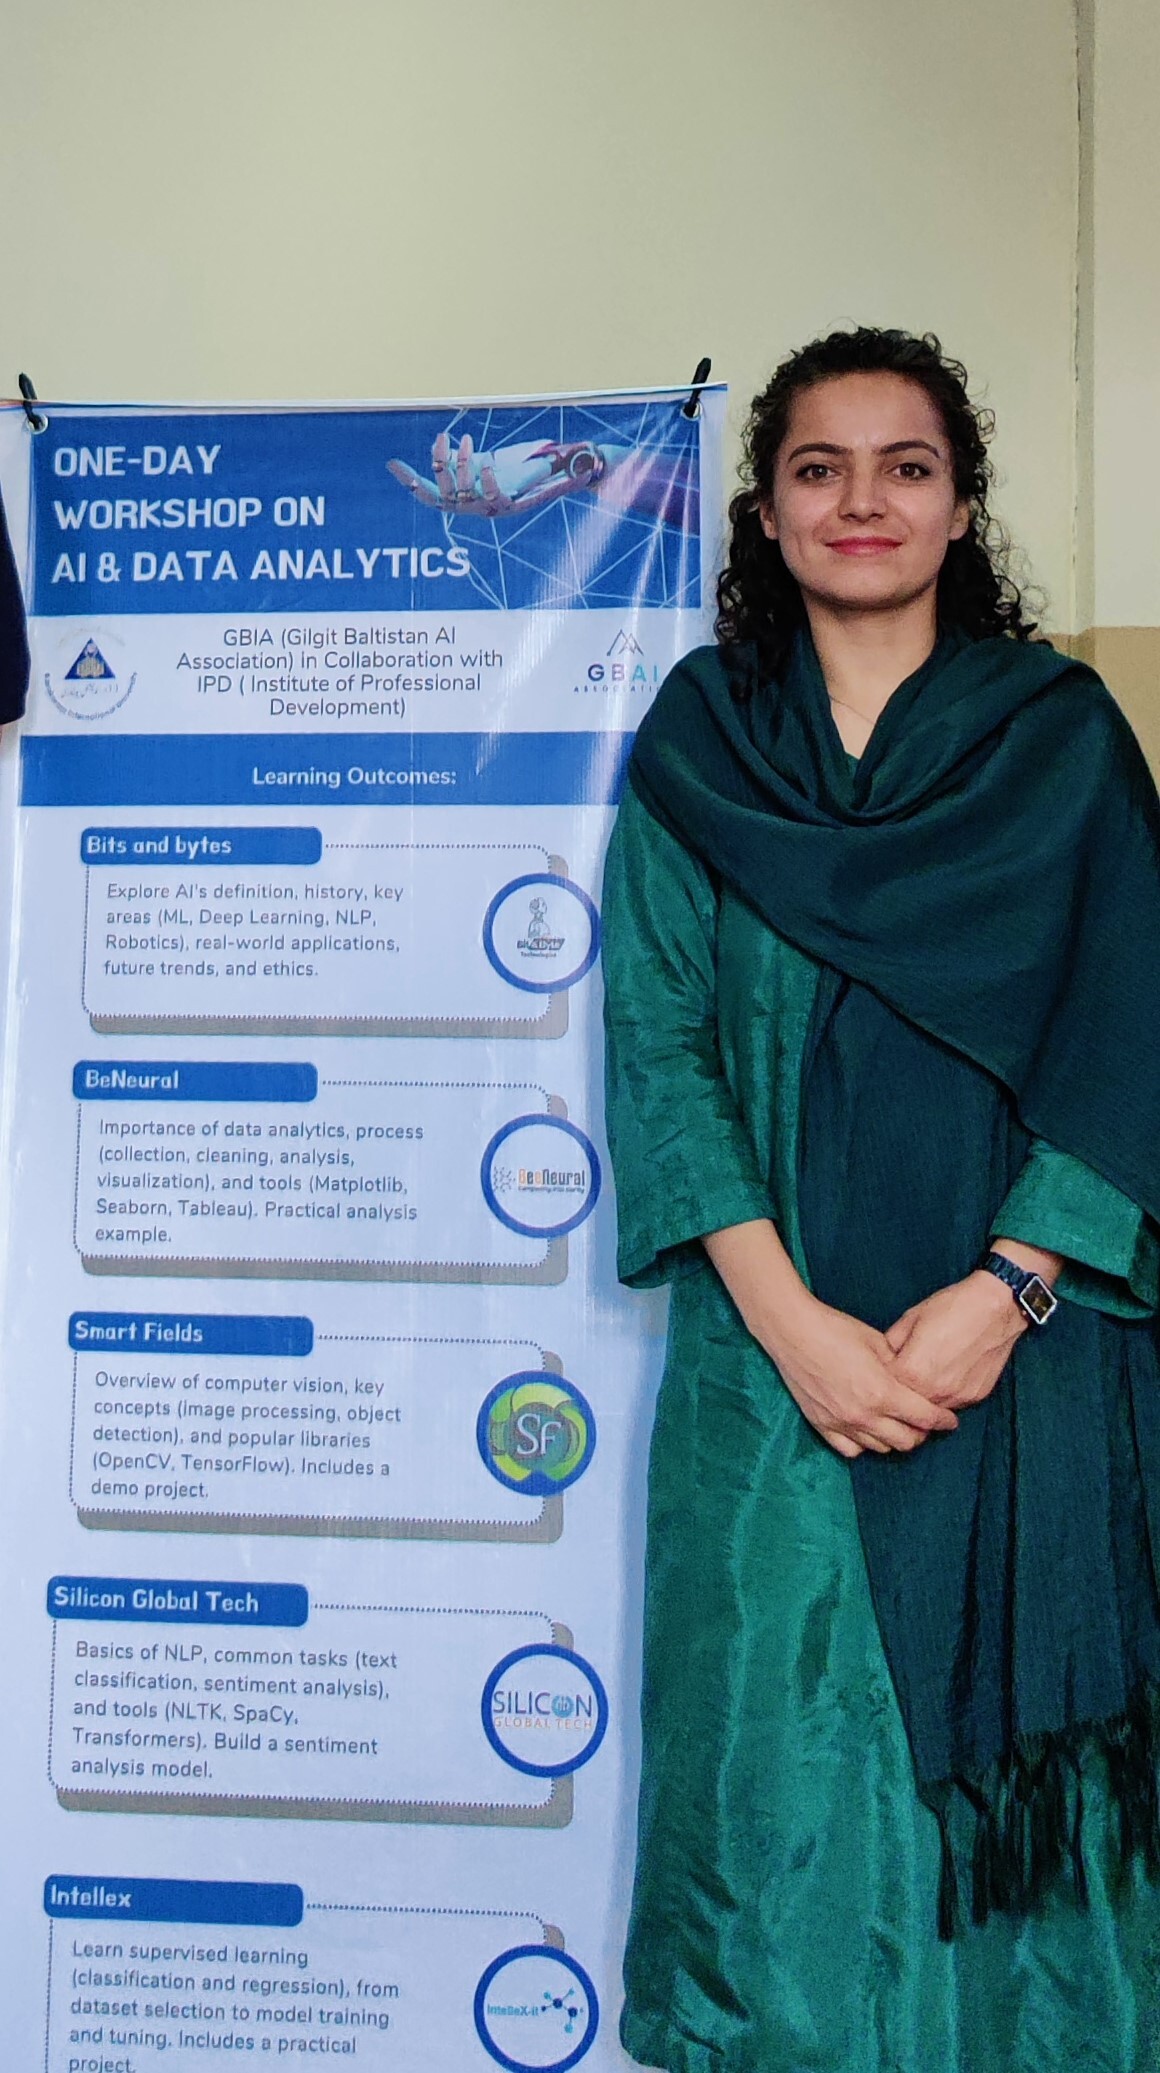 ONE-DAY
WORKSHOP ON
AI & DATA ANALYTICS
GBIA (Gilgit Baltistan AI
Association) in Collaboration with
IPD ( Institute of Professional
Development)
GBAI
Learning Outcomes:
Bits and bytes
Explore AI's definition, history, key
areas (ML, Deep Learning, NLP,
Robotics), real-world applications,
future trends, and ethics.
BeNeural
Importance of data analytics, process
(collection, cleaning, analysis,
visualization), and tools (Matplotlib,
Seaborn, Tableau). Practical analysis
example.
BeeNeural
Smart Fields
Overview of computer vision, key
concepts (image processing, object
detection), and popular libraries
(OpenCV, TensorFlow). Includes a
demo project.
Sf
Silicon Global Tech
Basics of NLP, common tasks (text
classification, sentiment analysis),
and tools (NLTK, SpaCy,
Transformers). Build a sentiment
analysis model.
SILICON
GLOBAL TECH
Intellex
Learn supervised learning
(classification and regression), from
dataset selection to model training
and tuning. Includes a practical
project.